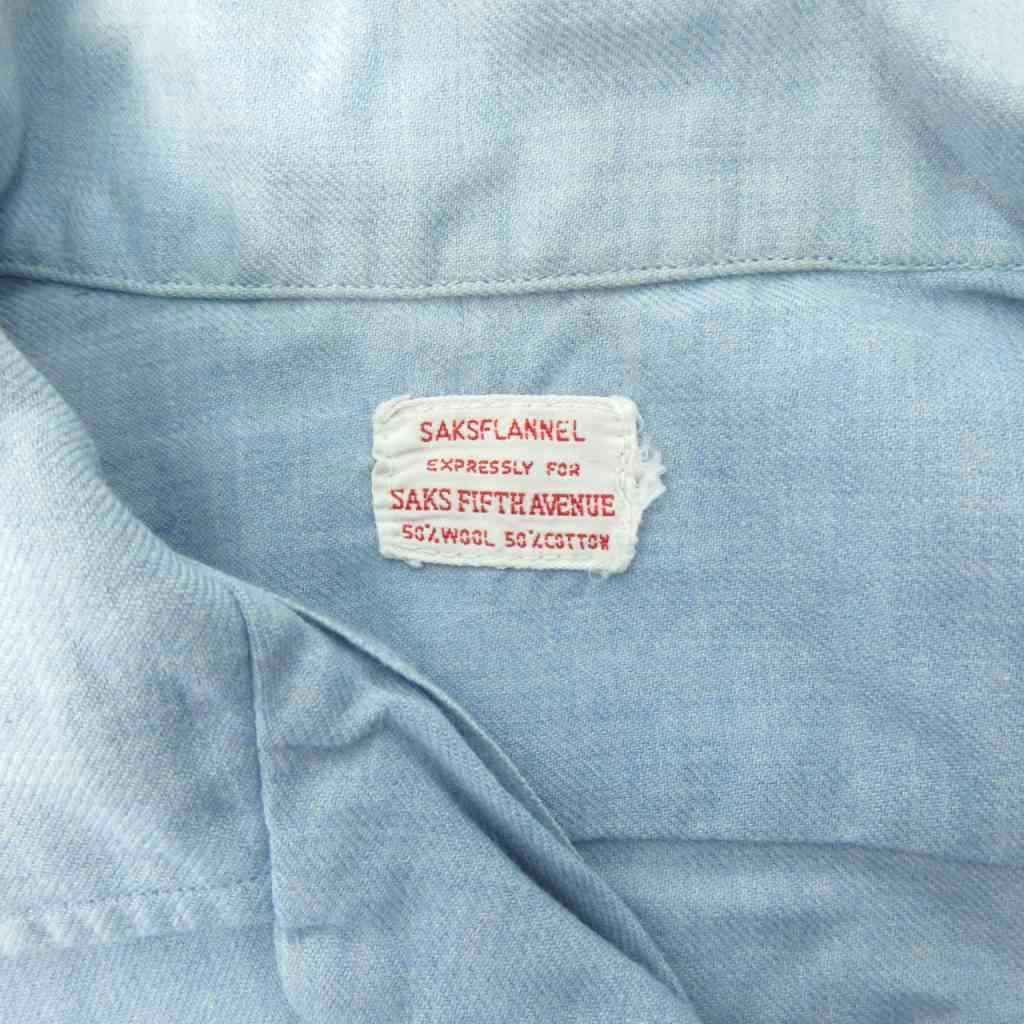 SAKSFLANNEL
EXPRESSLY FOR
SAKS FIFTH AVENUE
50% WOOL 50% COTTON